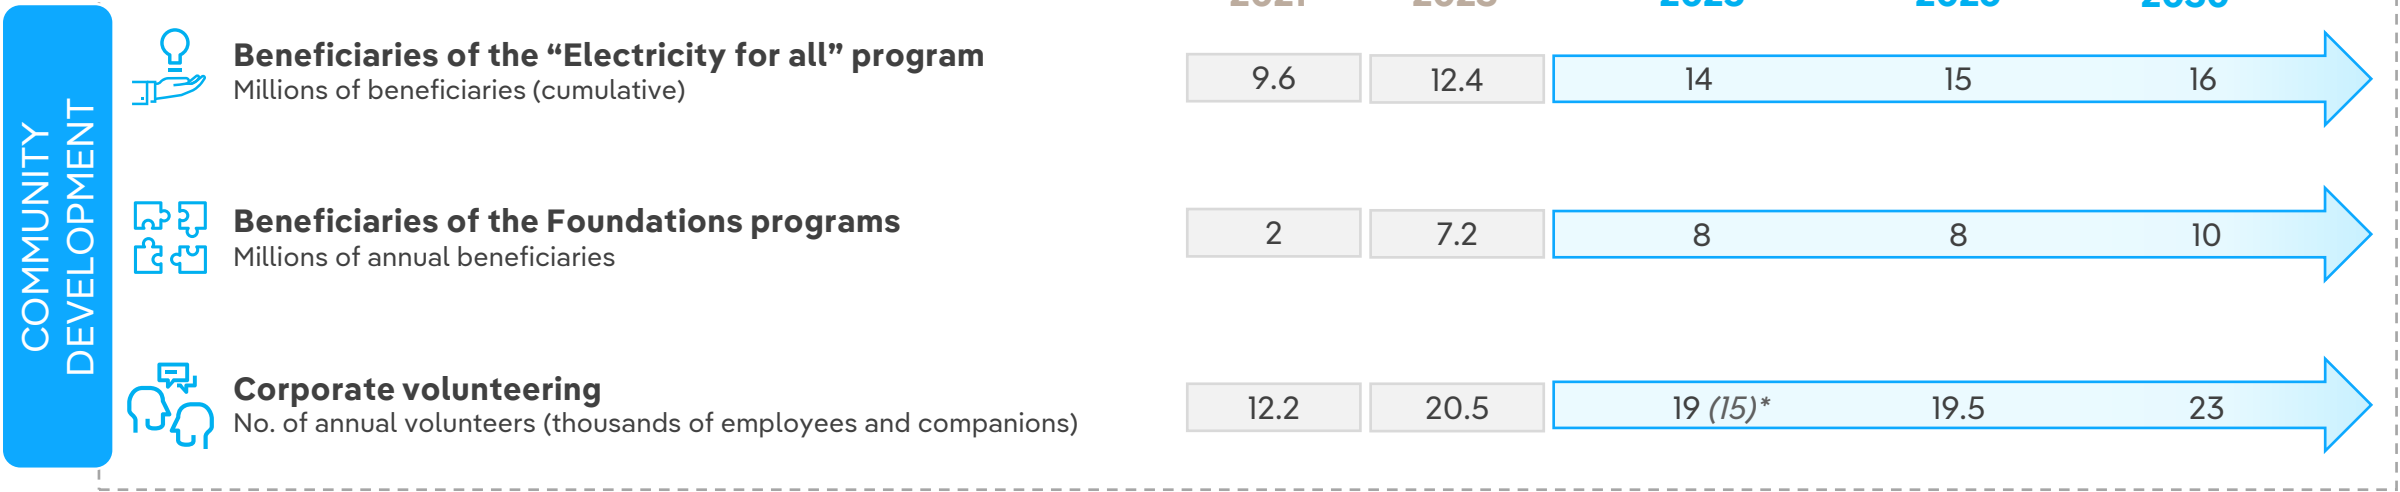 COMMUNITY
DEVELOPMENT
Beneficiaries of the “Electricity for all” program
Millions of beneficiaries (cumulative)
9.6 12.4 14 15 16
Beneficiaries of the Foundations programs
Millions of annual beneficiaries
2 7.2 8 8 10
Corporate volunteering
No. of annual volunteers (thousands of employees and companions)
12.2 20.5 19 (15)* 19.5 23